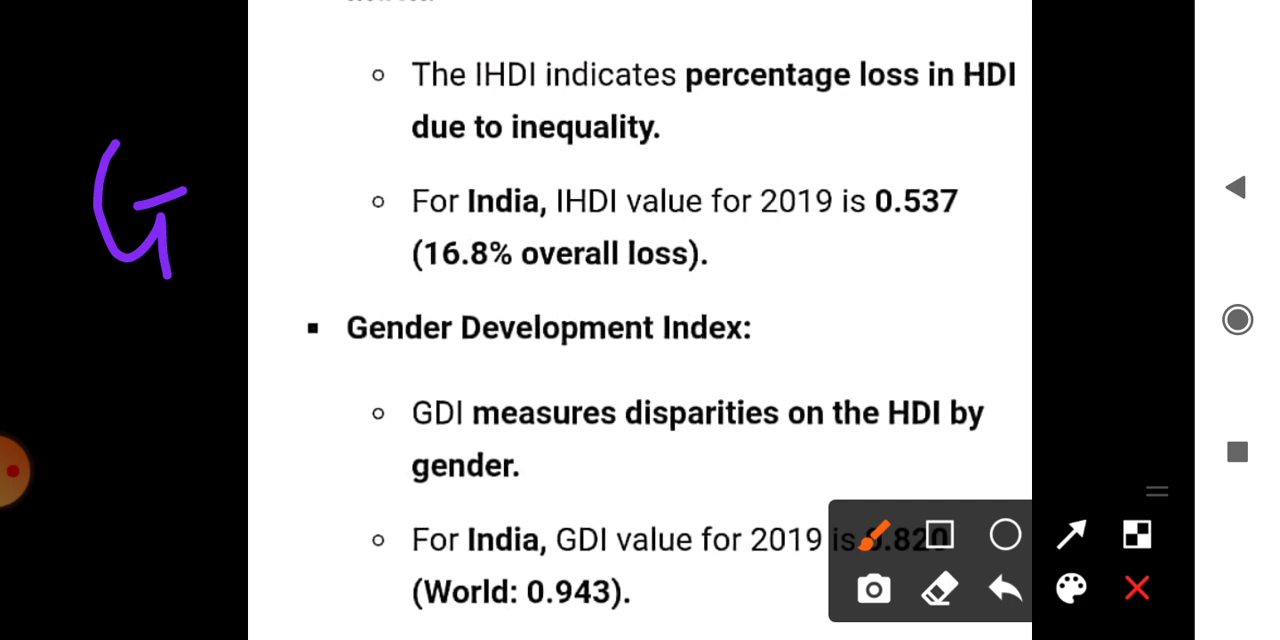 The IHDI indicates percentage loss in HDI
due to inequality.
For India, IHDI value for 2019 is 0.537
(16.8% overall loss).
G
Gender Development Index:
GDI measures disparities on the HDI by
gender.
For India, GDI value for 2019 is 0.820
(World: 0.943).